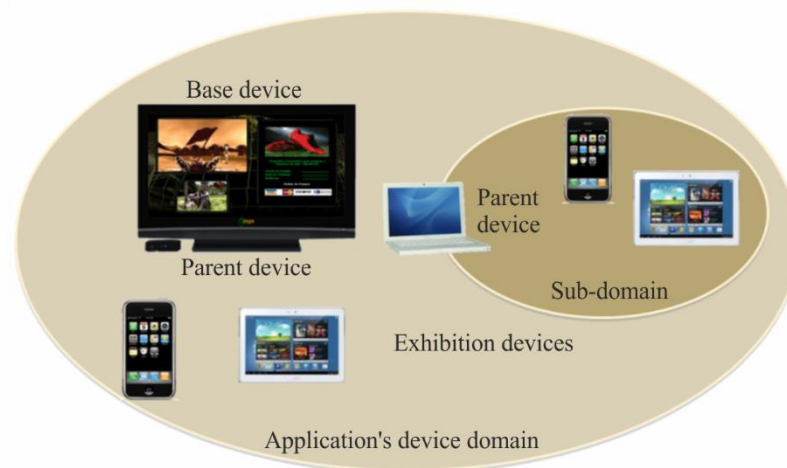 Base device
Parent
device
Parent device
Sub-domain
Exhibition devices
Application's device domain